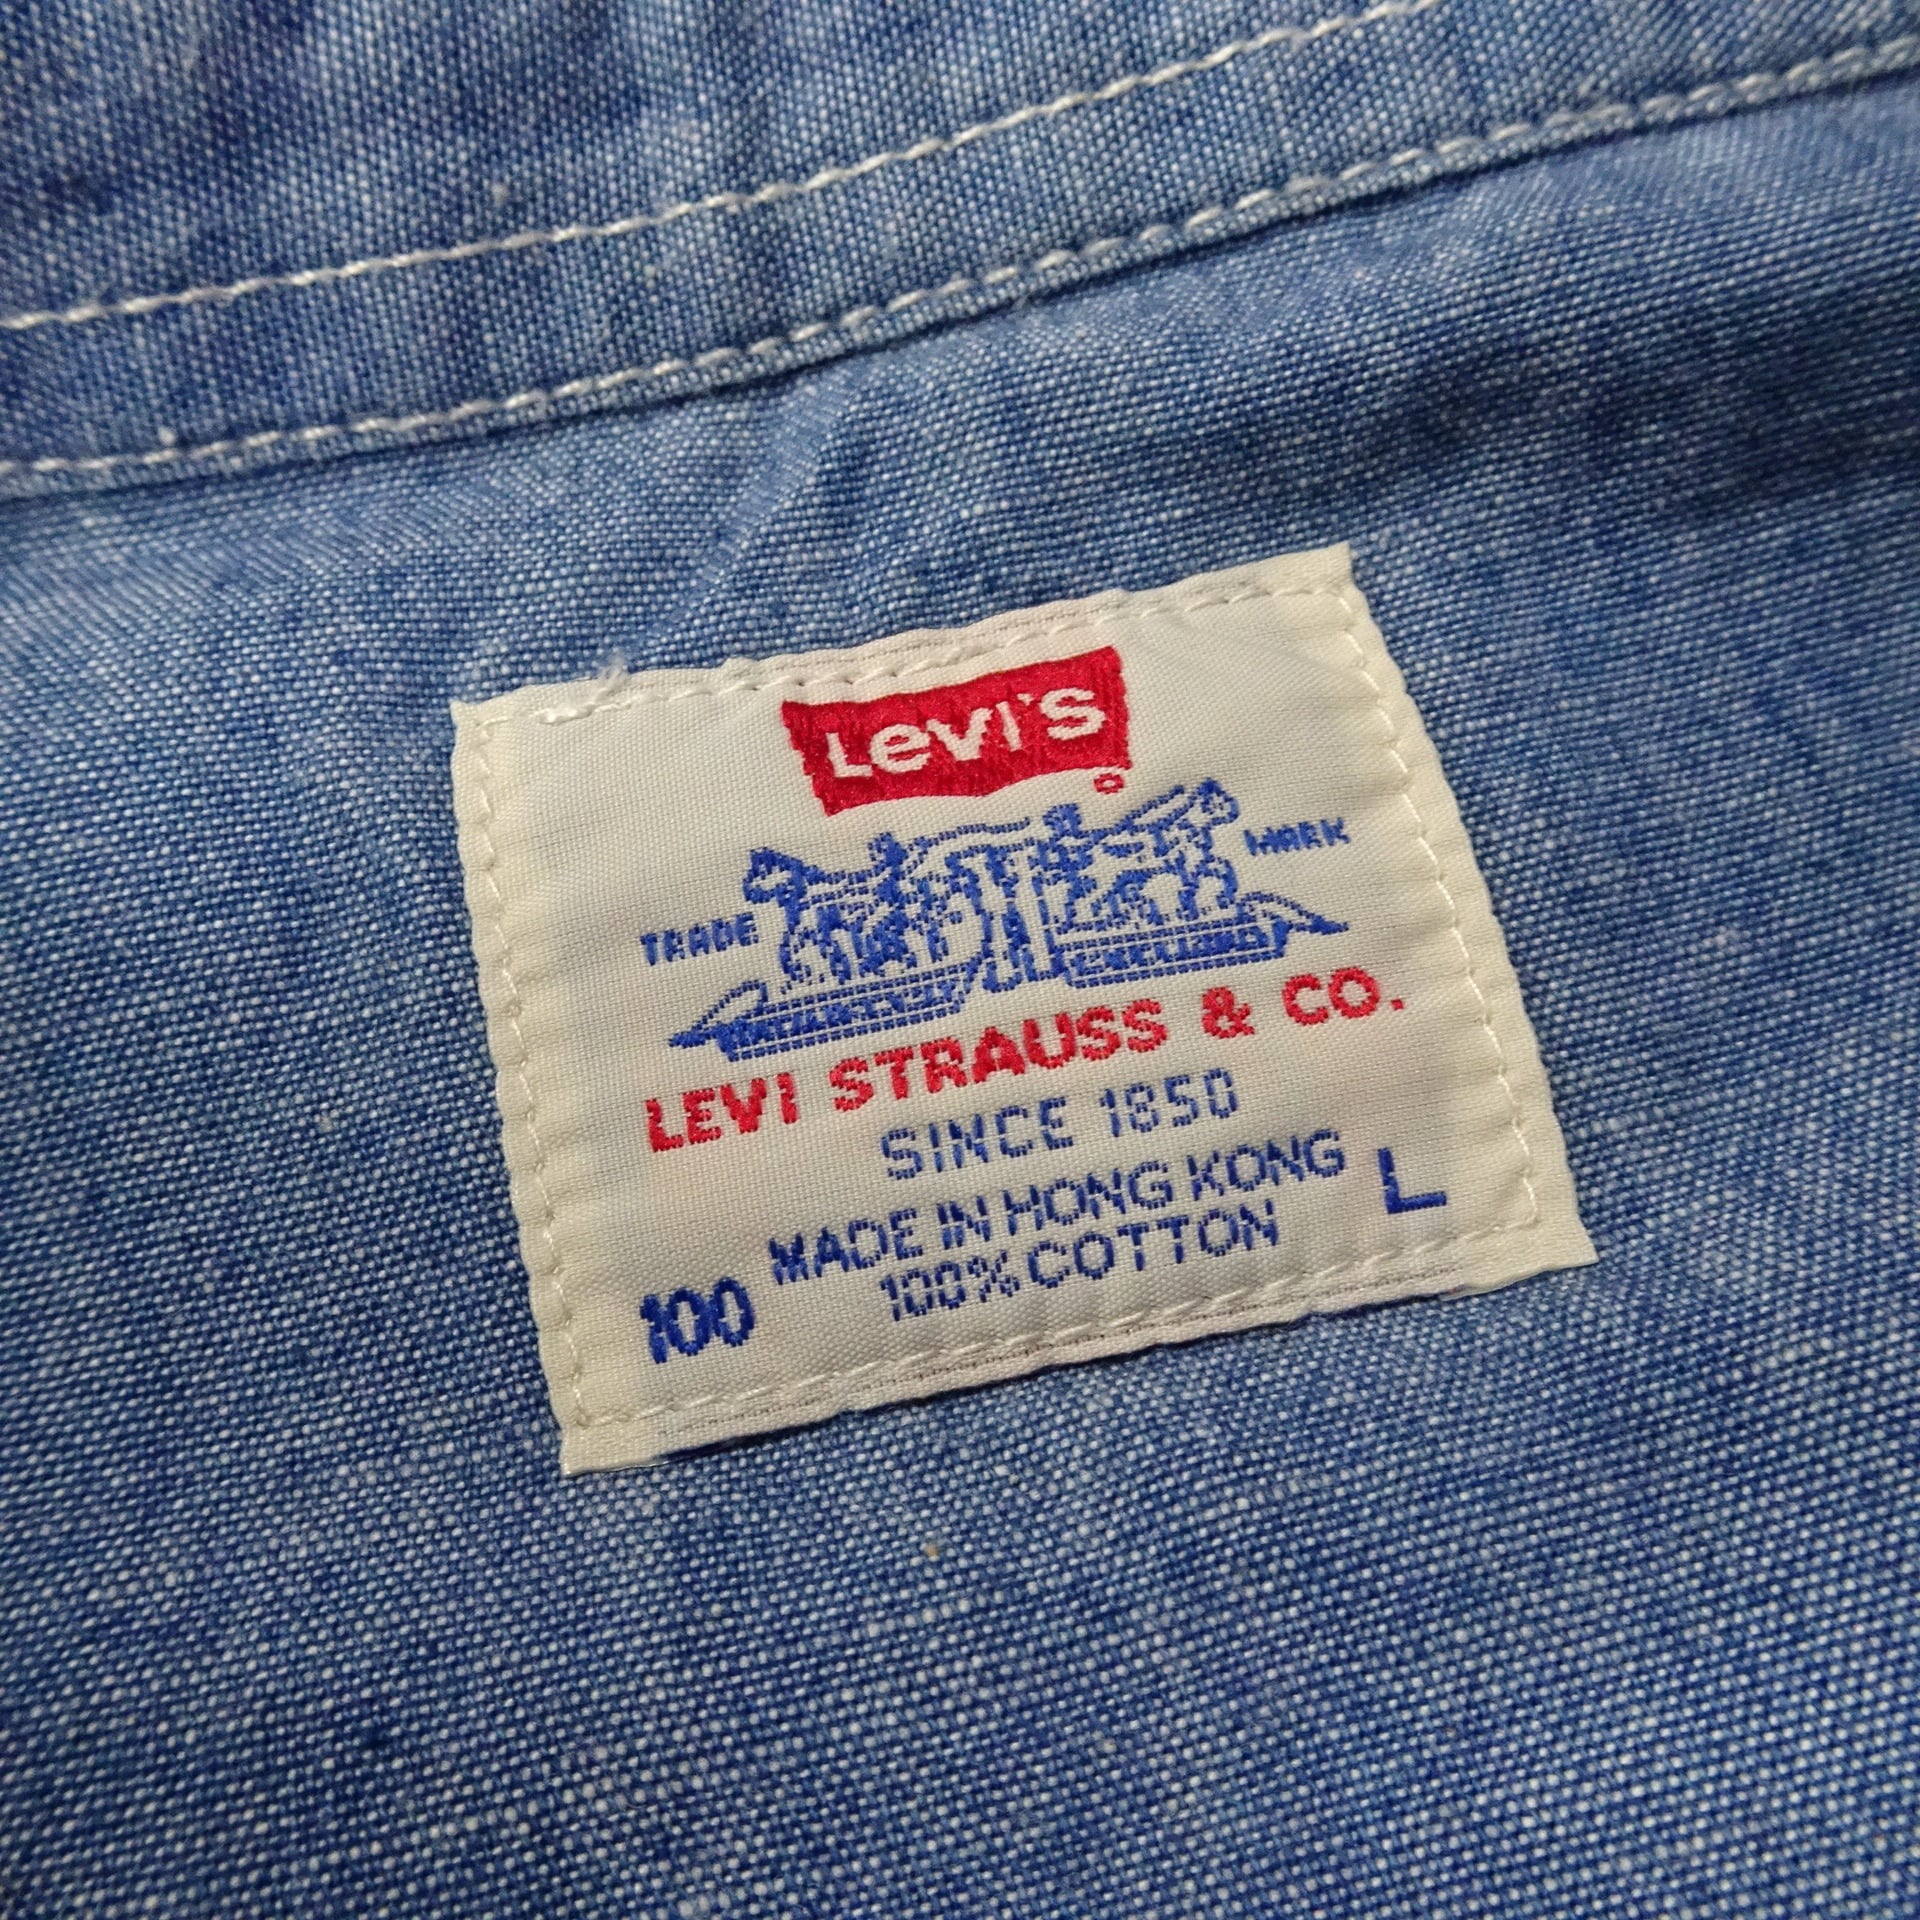 LEVI'S
TRADE MARK
LEVI STRAUSS & CO.
SINCE 1850
MADE IN HONG KONG L
100 100% COTTON